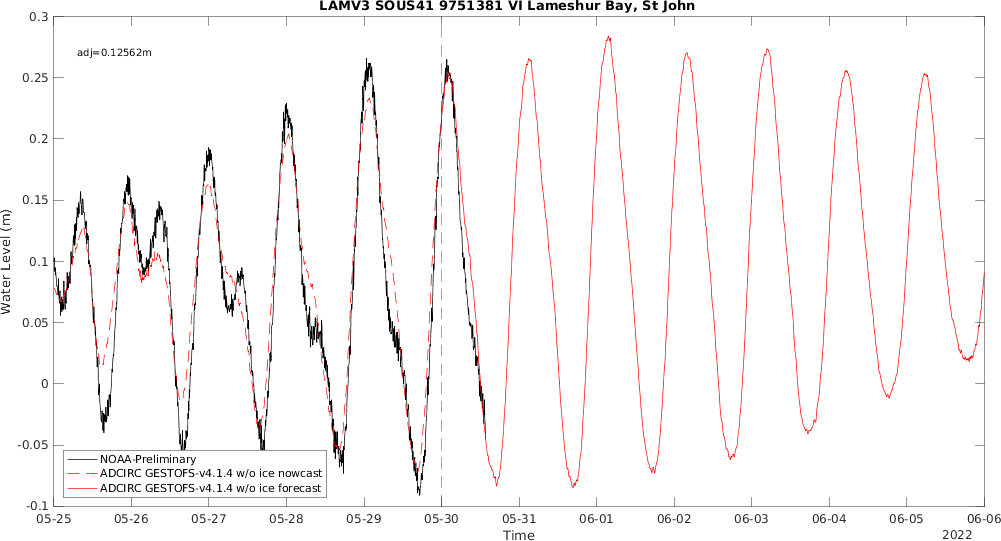 LAMV3 SOUS41 9751381 VI Lameshur Bay, St John
adj=0.12562m
0.3
0.25
0.2
0.15
0.1
0.05
0
-0.05
-0.1
Water Level (m)
NOAA-Preliminary
ADCIRC GESTOFS-v4.1.4 w/o ice nowcast
ADCIRC GESTOFS-v4.1.4 w/o ice forecast
05-25 05-26 05-27 05-28 05-29 05-30 05-31 06-01 06-02 06-03 06-04 06-05 06-06
Time
2022